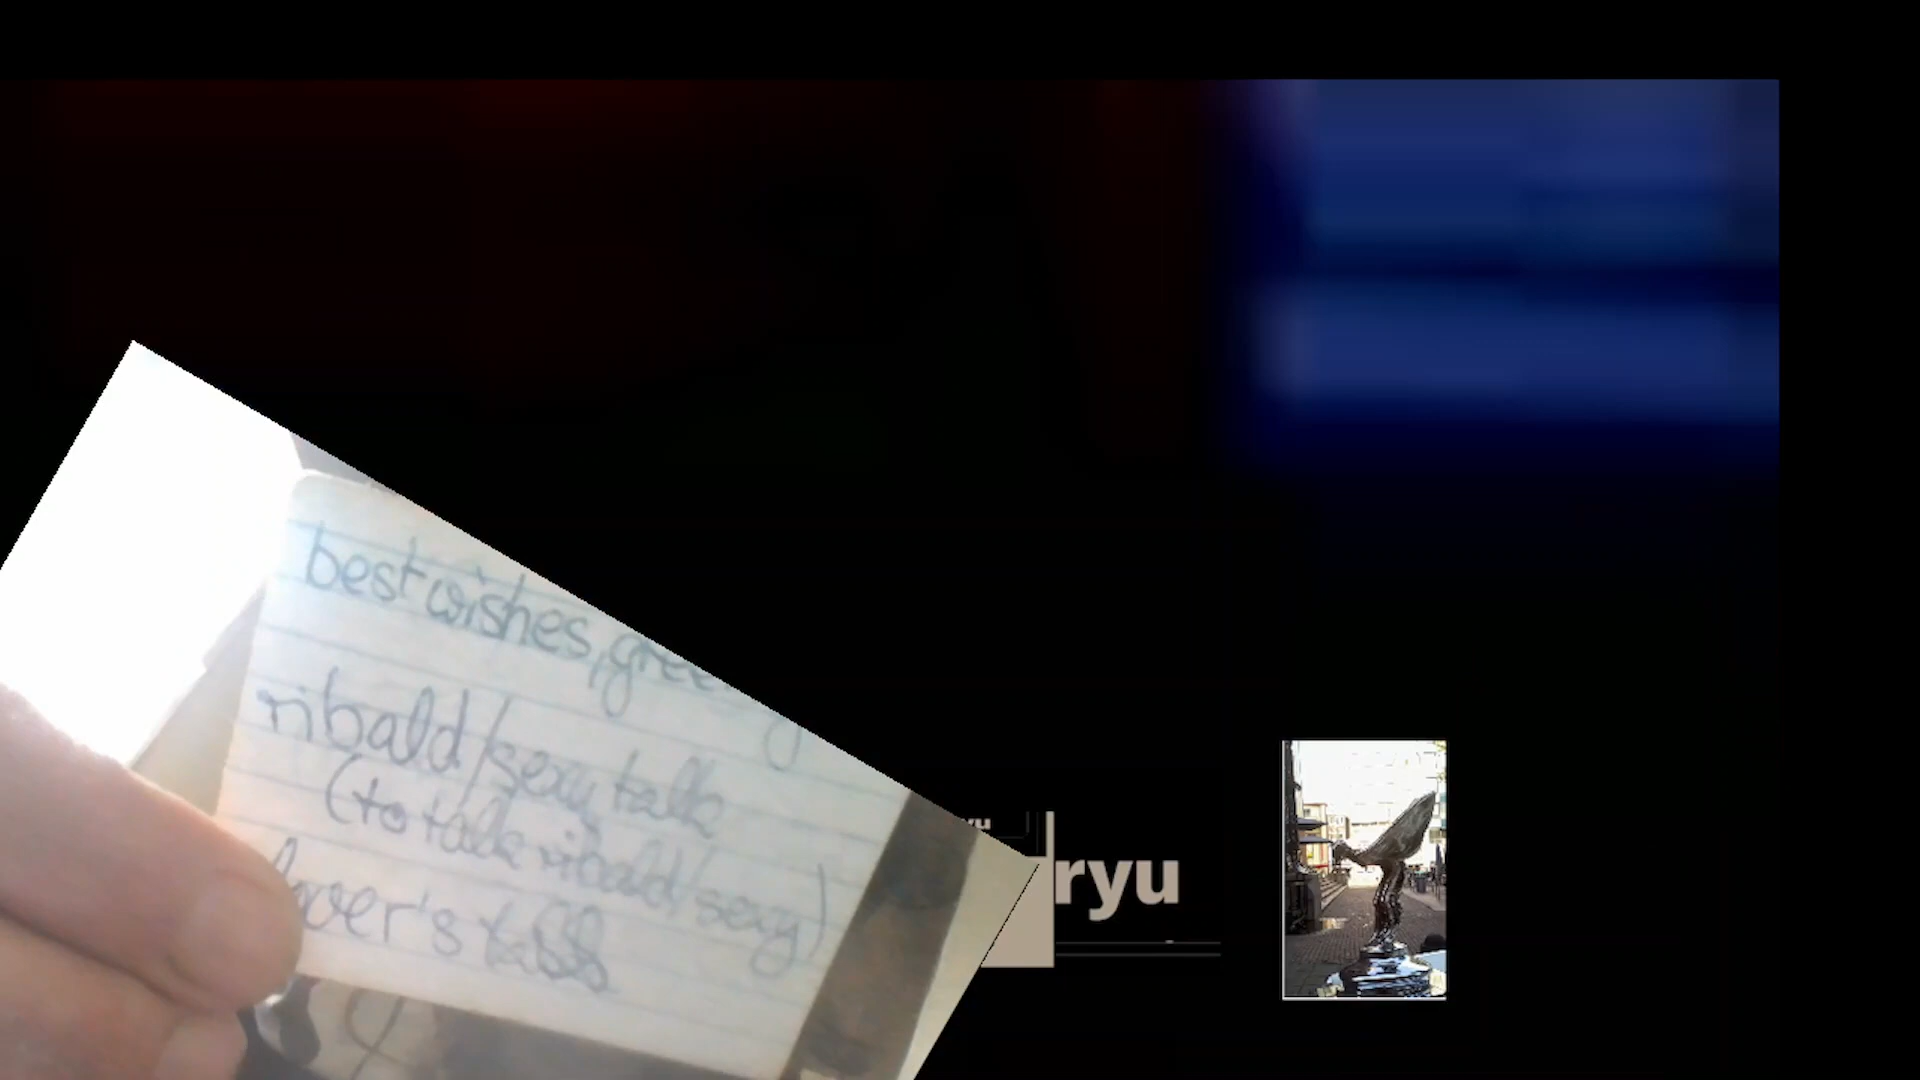 best wishes, gree
ribald/sexy talk
(to talk ribald/sexy)
lover's talk
ryu